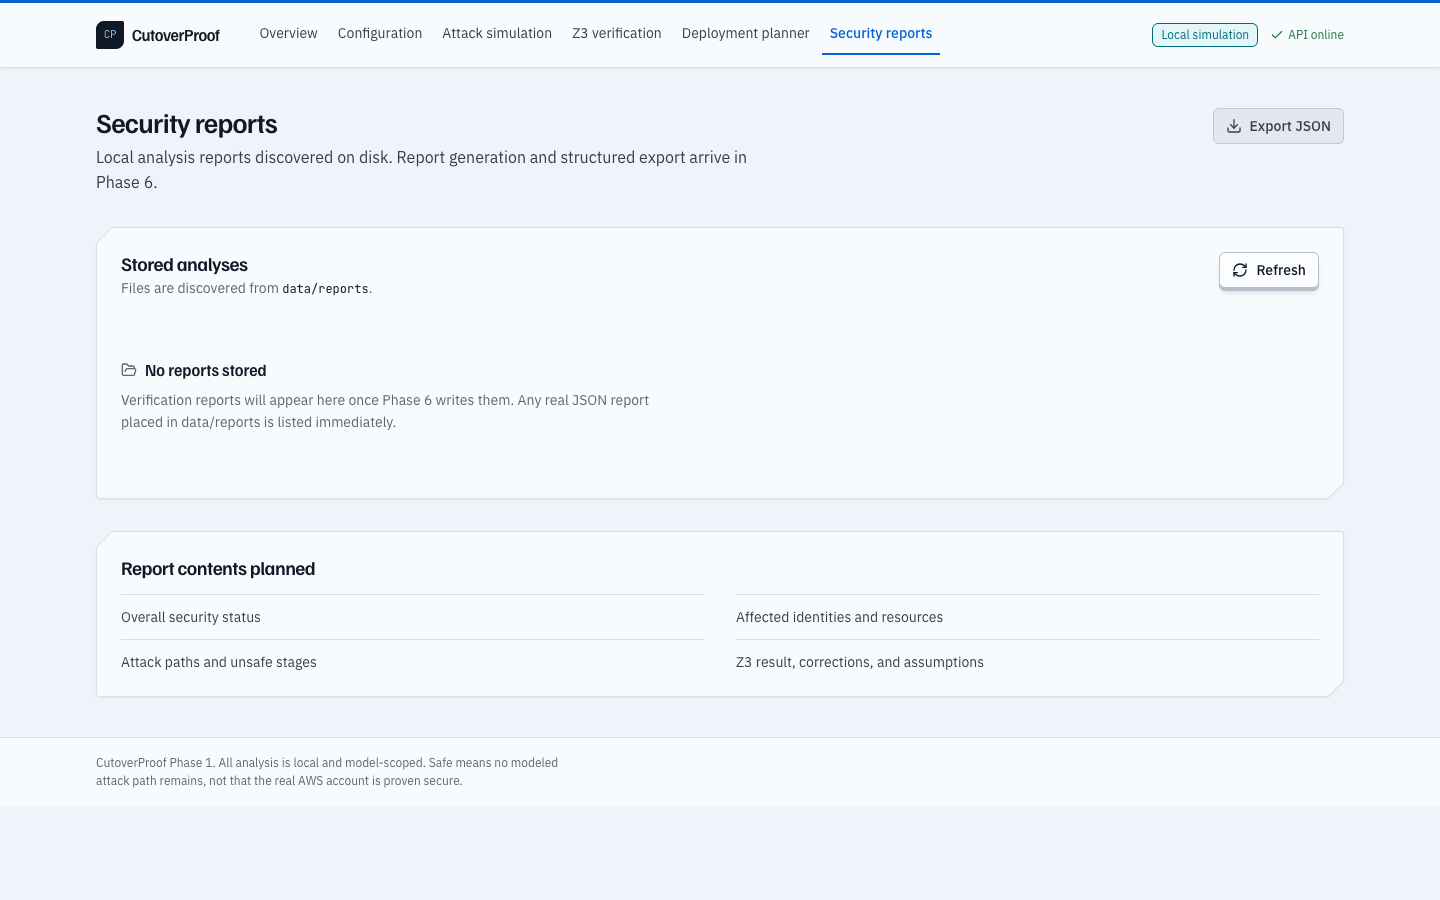 CP CutoverProof Overview Configuration Attack simulation Z3 verification Deployment planner Security reports Local simulation API online
Security reports
Export JSON
Local analysis reports discovered on disk. Report generation and structured export arrive in
Phase 6.
Stored analyses
Files are discovered from data/reports.
Refresh
No reports stored
Verification reports will appear here once Phase 6 writes them. Any real JSON report
placed in data/reports is listed immediately.
Report contents planned
Overall security status
Affected identities and resources
Attack paths and unsafe stages
Z3 result, corrections, and assumptions
CutoverProof Phase 1. All analysis is local and model-scoped. Safe means no modeled
attack path remains, not that the real AWS account is proven secure.